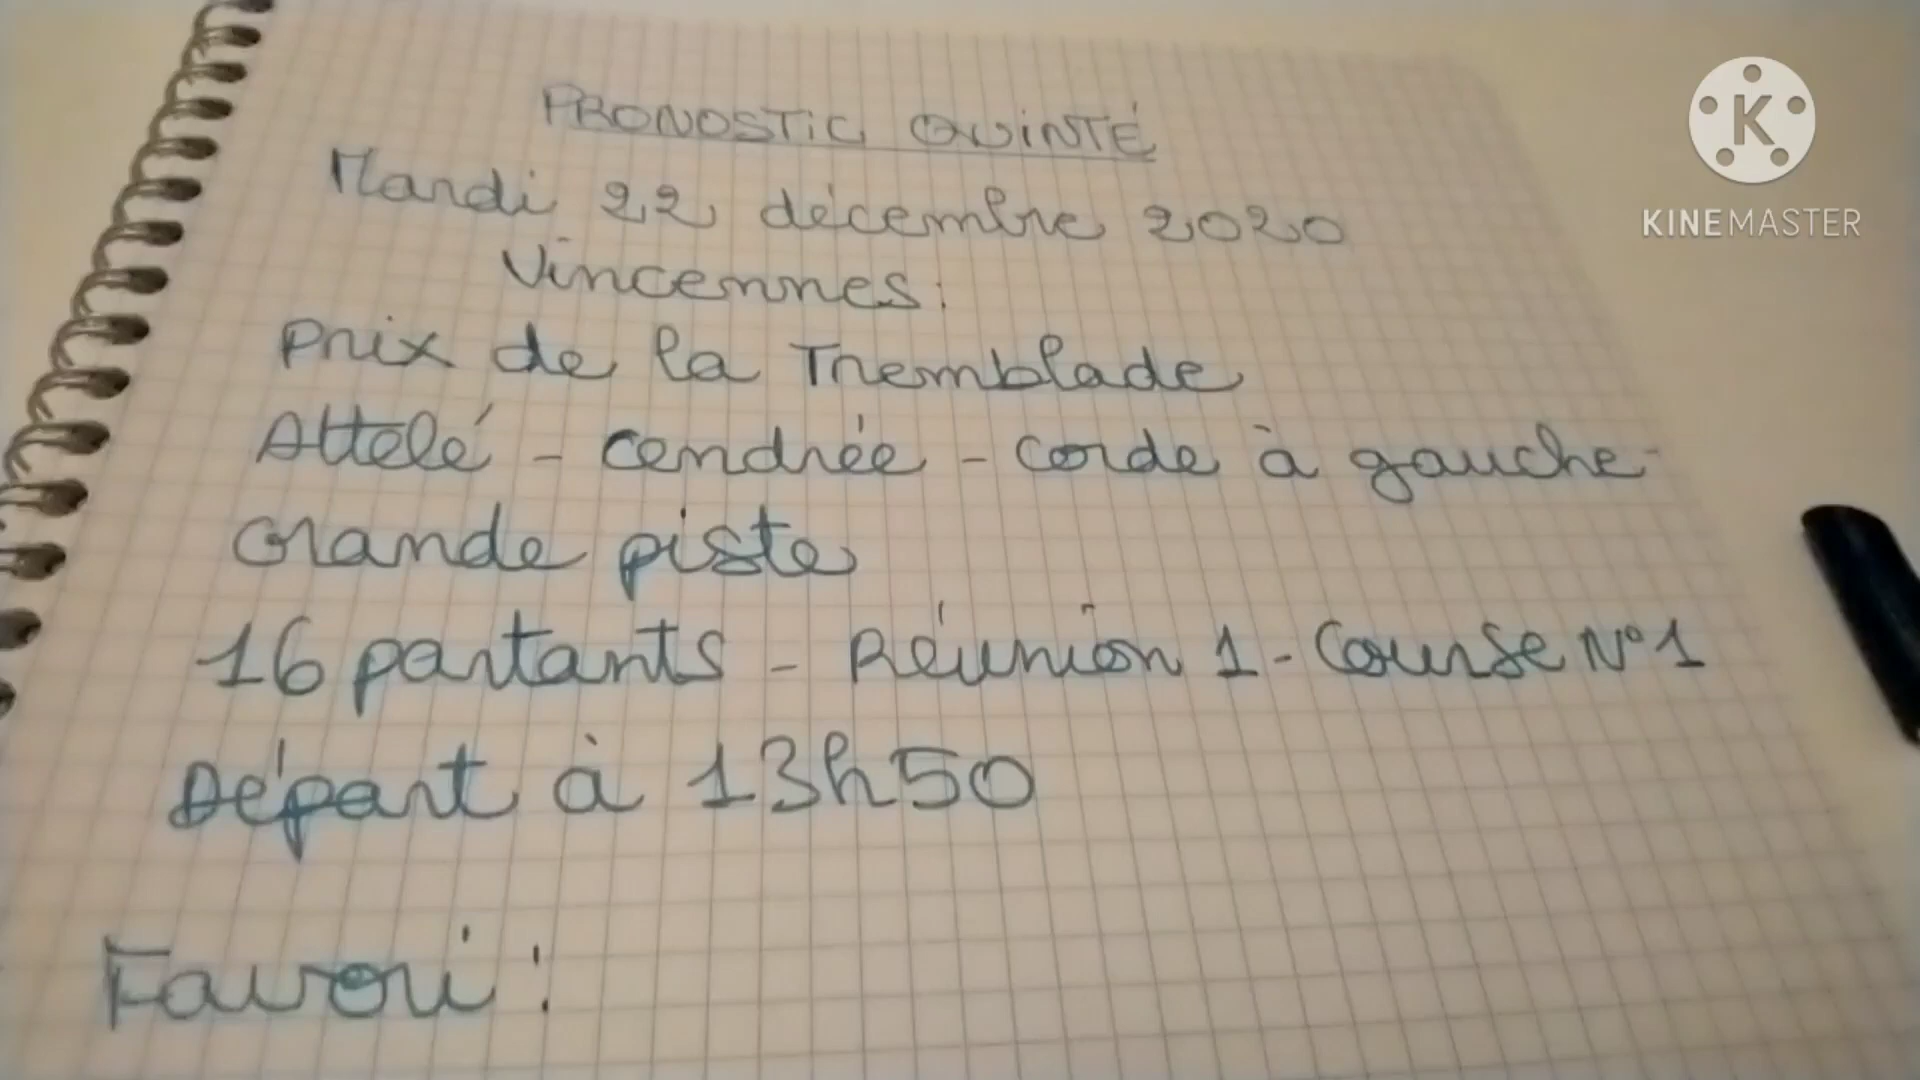 PRONOSTIC QUINTÉ
Mardi 22 décembre 2020
Vincennes:
Prix de la Tremblade
Attelé - Cendrée - Corde à gauche -
Grande piste
16 partants - Réunion 1 - Course N°1
Départ à 13h50
Favori :
K
KINEMASTER